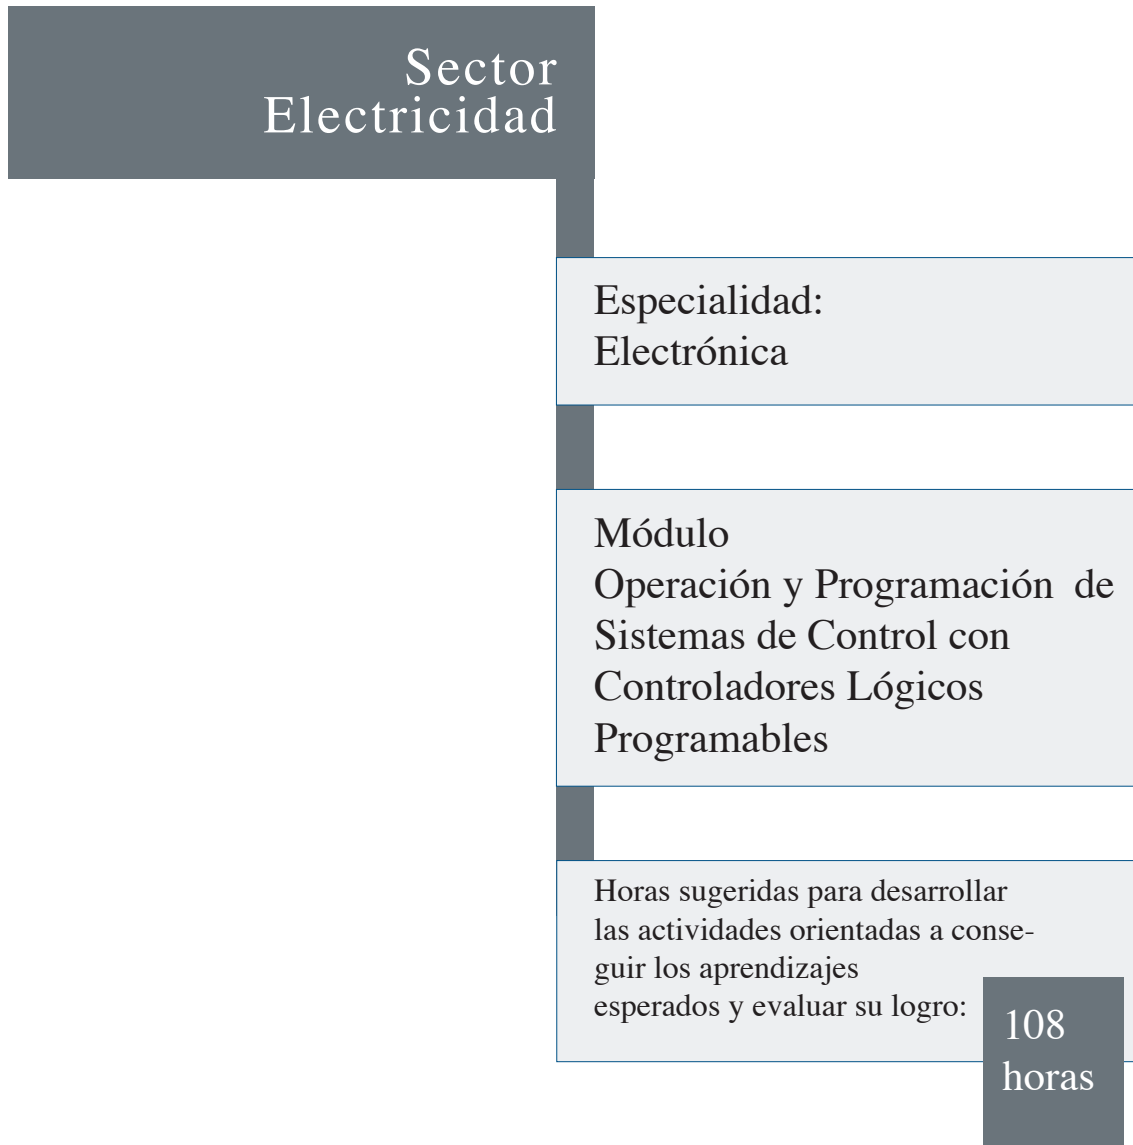 Sector
Electricidad
Especialidad:
Electrónica
Módulo
Operación y Programación  de
Sistemas de Control con
Controladores Lógicos
Programables
Horas sugeridas para desarrollar
las actividades orientadas a conse-
guir los aprendizajes
esperados y evaluar su logro:
108
horas